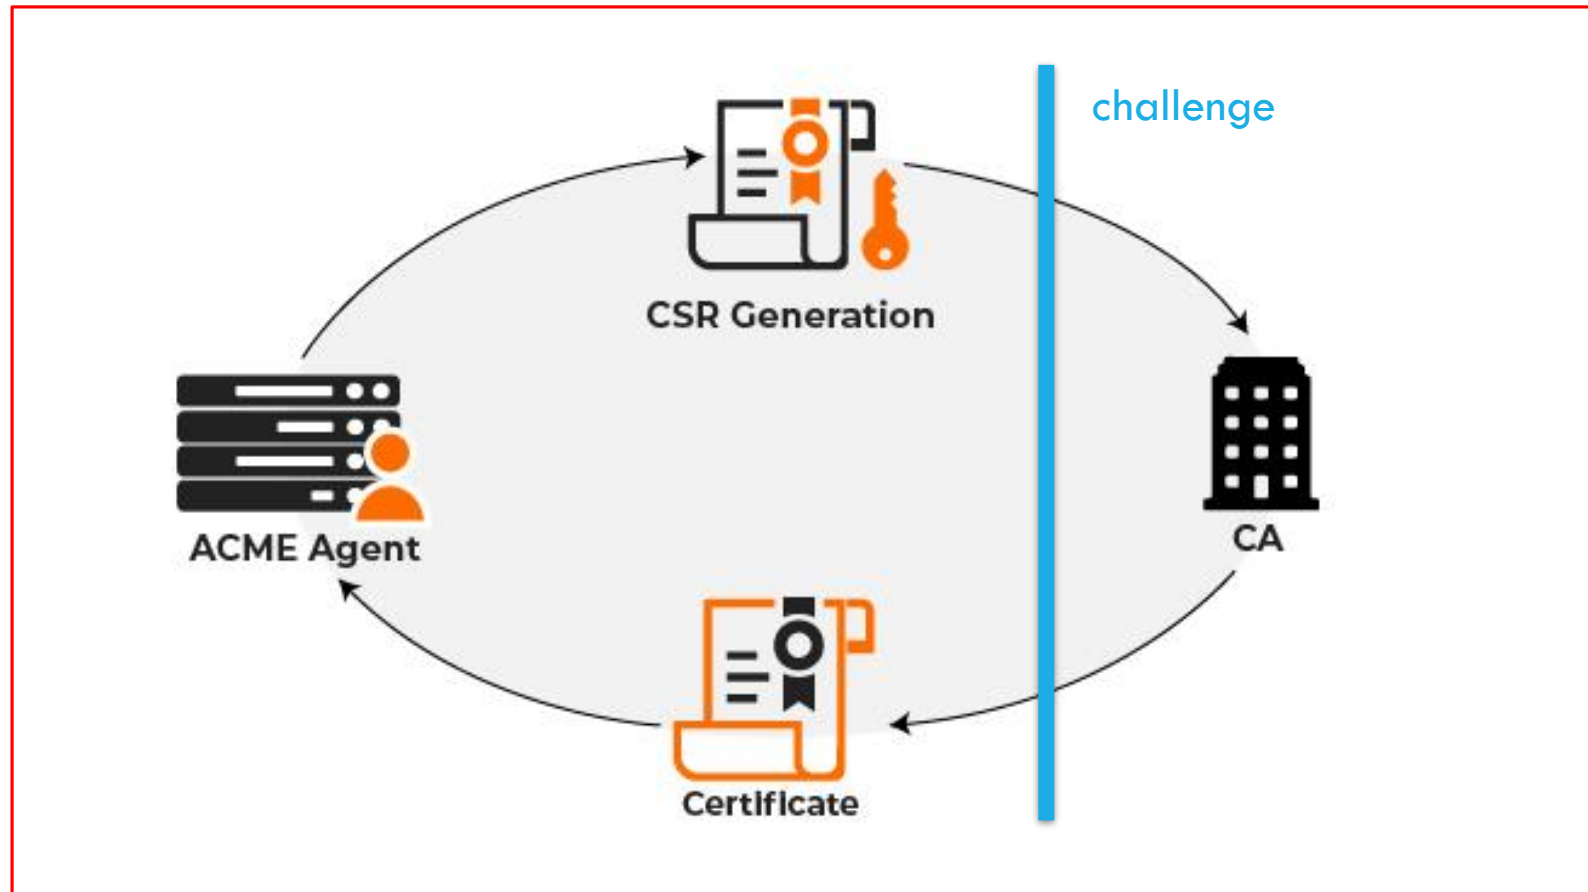 challenge
CSR Generation
ACME Agent
CA
Certificate